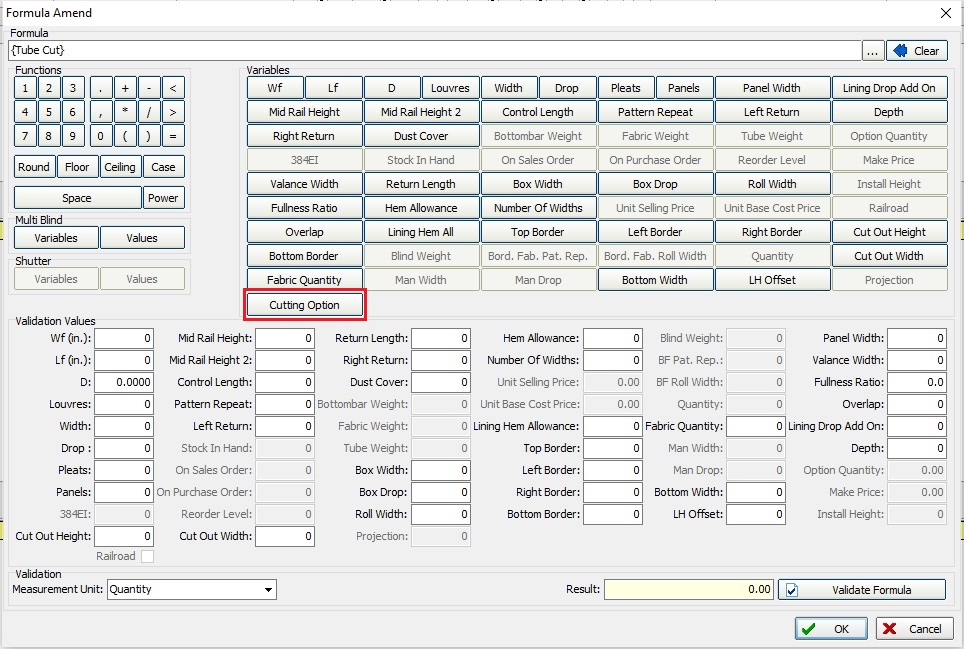 Formula Amend
Formula
{Tube Cut}
...
Clear
Functions
1 2 3 . + - <
4 5 6 , * / >
7 8 9 0 ( ) =
Round Floor Ceiling Case
Space Power
Multi Blind
Variables Values
Shutter
Variables Values
Variables
Wf Lf D Louvres Width Drop Pleats Panels Panel Width Lining Drop Add On
Mid Rail Height Mid Rail Height 2 Control Length Pattern Repeat Left Return Depth
Right Return Dust Cover Bottombar Weight Fabric Weight Tube Weight Option Quantity
384EI Stock In Hand On Sales Order On Purchase Order Reorder Level Make Price
Valance Width Return Length Box Width Box Drop Roll Width Install Height
Fullness Ratio Hem Allowance Number Of Widths Unit Selling Price Unit Base Cost Price Railroad
Overlap Lining Hem All Top Border Left Border Right Border Cut Out Height
Bottom Border Blind Weight Bord. Fab. Pat. Rep. Bord. Fab. Roll Width Quantity Cut Out Width
Fabric Quantity Man Width Man Drop Bottom Width LH Offset Projection
Cutting Option
Validation Values
Wf (in.): 0 Mid Rail Height: 0 Return Length: 0 Hem Allowance: 0 Blind Weight: 0 Panel Width: 0
Lf (in.): 0 Mid Rail Height 2: 0 Right Return: 0 Number Of Widths: 0 BF Pat. Rep.: 0 Valance Width: 0
D: 0.0000 Control Length: 0 Dust Cover: 0 Unit Selling Price: 0.00 BF Roll Width: 0 Fullness Ratio: 0.0
Louvres: 0 Pattern Repeat: 0 Bottombar Weight: 0 Unit Base Cost Price: 0.00 Quantity: 0 Overlap: 0
Width: 0 Left Return: 0 Fabric Weight: 0 Lining Hem Allowance: 0 Fabric Quantity: 0 Lining Drop Add On: 0
Drop : 0 Stock In Hand: 0 Tube Weight: 0 Top Border: 0 Man Width: 0 Depth: 0
Pleats: 0 On Sales Order: 0 Box Width: 0 Left Border: 0 Man Drop: 0 Option Quantity: 0.00
Panels: 0 On Purchase Order: 0 Box Drop: 0 Right Border: 0 Bottom Width: 0 Make Price: 0.00
384EI: 0 Reorder Level: 0 Roll Width: 0 Bottom Border: 0 LH Offset: 0 Install Height: 0
Cut Out Height: 0 Cut Out Width: 0 Projection: 0
Railroad
Validation
Measurement Unit: Quantity Result: 0.00 Validate Formula
OK Cancel